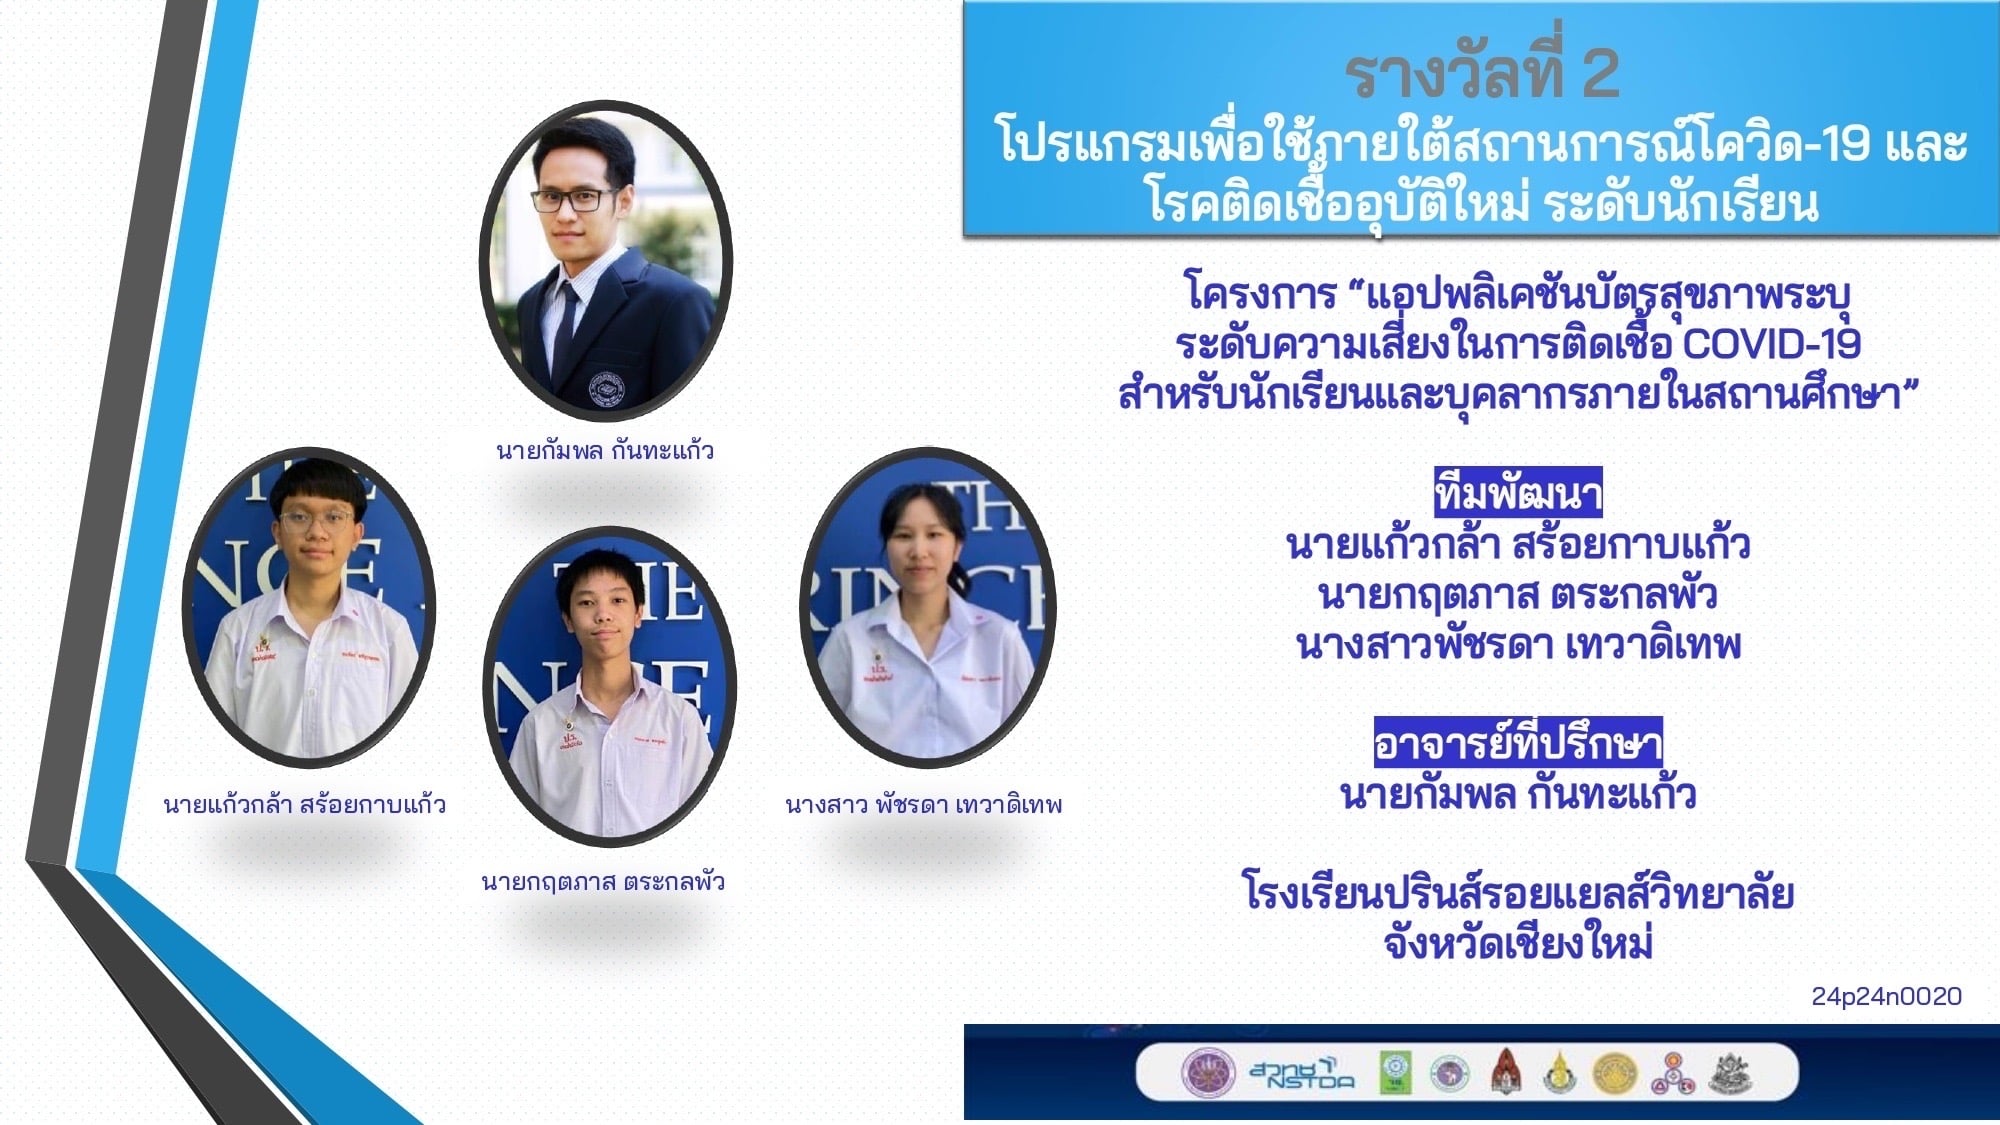 รางวัลที่ 2
โปรแกรมเพื่อใช้ภายใต้สถานการณ์โควิด-19 และ
โรคติดเชื้ออุบัติใหม่ ระดับนักเรียน
โครงการ “แอปพลิเคชันบัตรสุขภาพระบุ
ระดับความเสี่ยงในการติดเชื้อ COVID-19
สำหรับนักเรียนและบุคลากรภายในสถานศึกษา”
ทีมพัฒนา
นายแก้วกล้า สร้อยกาบแก้ว
นายกฤตภาส ตระกลพัว
นางสาวพัชรดา เทวาดิเทพ
อาจารย์ที่ปรึกษา
นายกัมพล กันทะแก้ว
โรงเรียนปรินส์รอยแยลส์วิทยาลัย
จังหวัดเชียงใหม่
24p24n0020
นายกัมพล กันทะแก้ว
นายแก้วกล้า สร้อยกาบแก้ว
นายกฤตภาส ตระกลพัว
นางสาว พัชรดา เทวาดิเทพ
สวทช
NSTDA